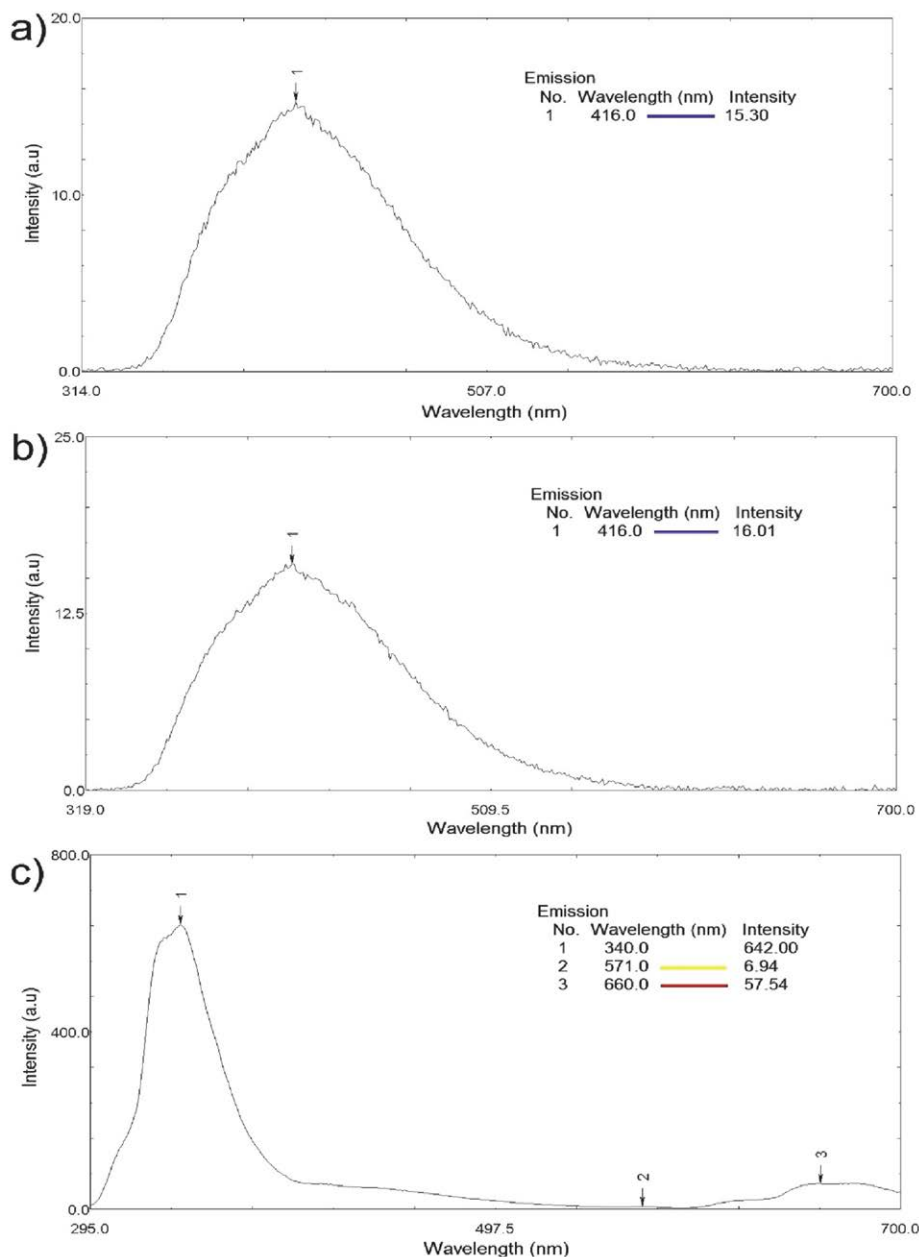 a)
20.0
1
Emission
No. Wavelength (nm) Intensity
1 416.0 15.30
Intensity (a.u)
10.0
0.0
314.0 507.0 700.0
Wavelength (nm)
b)
25.0
1
Emission
No. Wavelength (nm) Intensity
1 416.0 16.01
Intensity (a.u)
12.5
0.0
319.0 509.5 700.0
Wavelength (nm)
c)
800.0
1
Emission
No. Wavelength (nm) Intensity
1 340.0 642.00
2 571.0 6.94
3 660.0 57.54
Intensity (a.u)
400.0
2
3
0.0
295.0 497.5 700.0
Wavelength (nm)